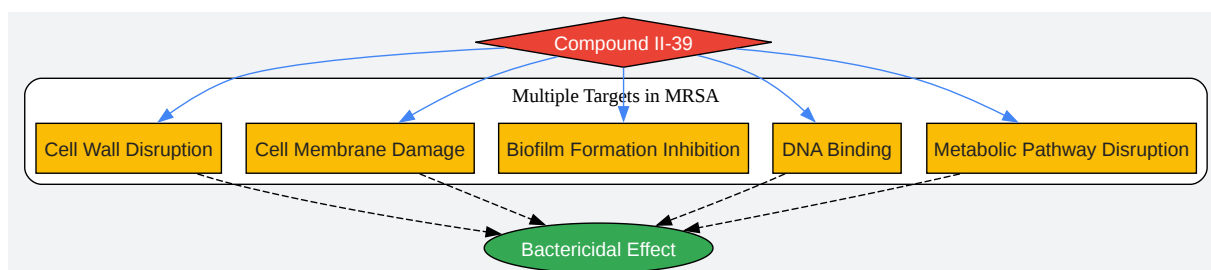 Compound II-39
Multiple Targets in MRSA
Cell Wall Disruption
Cell Membrane Damage
Biofilm Formation Inhibition
DNA Binding
Metabolic Pathway Disruption
Bactericidal Effect